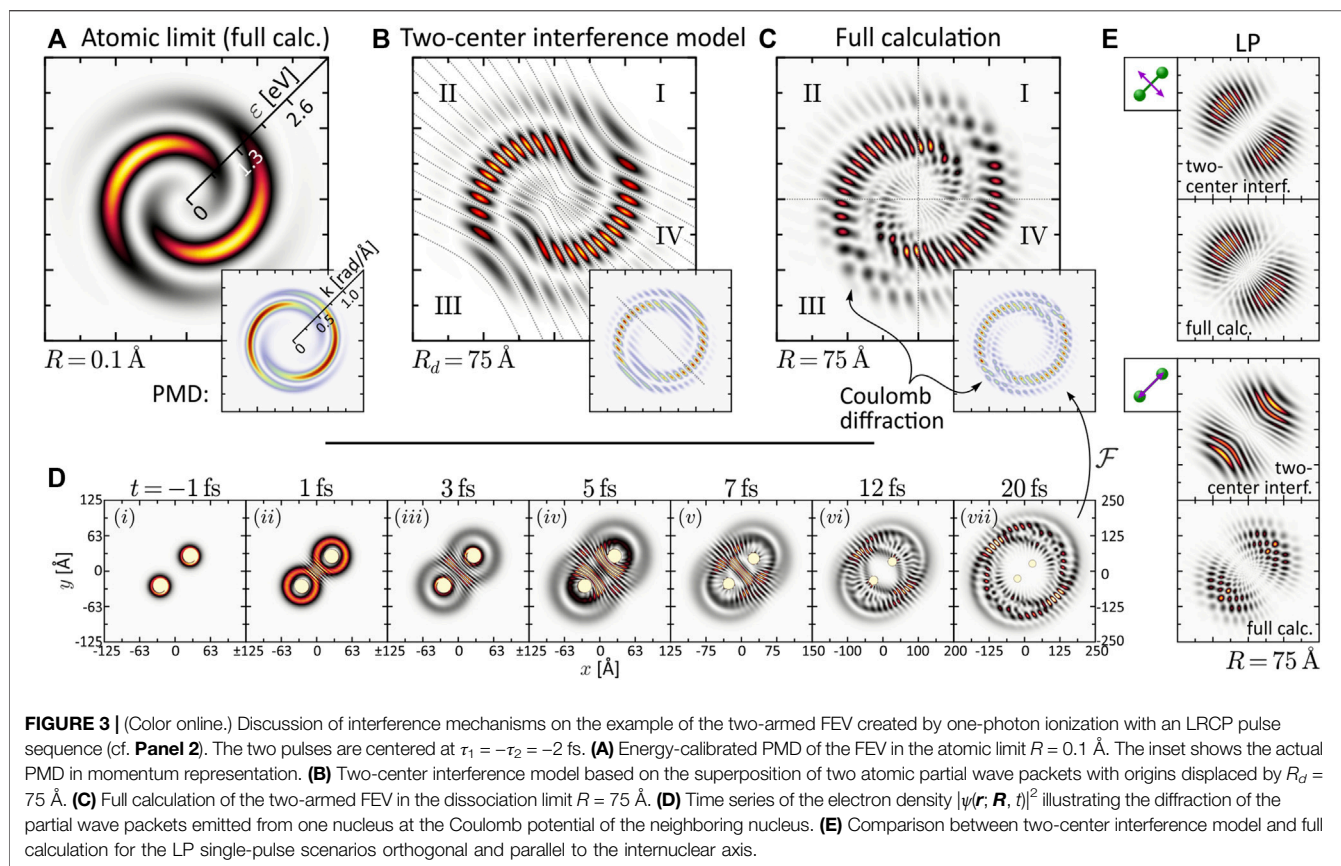 A Atomic limit (full calc.)
B Two-center interference model
C Full calculation
E LP
ε [eV]
2.6
1.3
0
II
I
IV
III
II
I
IV
III
two-
center interf.
full calc.
k [rad/Å]
1.0
0.5
0
R = 0.1 Å
PMD:
R_d = 75 Å
R = 75 Å
Coulomb
diffraction
ℱ
two-
center interf.
full calc.
R = 75 Å
D t = −1 fs 1 fs 3 fs 5 fs 7 fs 12 fs 20 fs
(i) (ii) (iii) (iv) (v) (vi) (vii)
y [Å]
125
63
0
-63
-125
250
125
0
-125
-250
-125 -63 0 63 ±125 -63 0 63 ±125 -63 0 63 ±125 -63 0 63 ±125 -75 0 75 150 -100 0 100 200 -125 0 125 250
x [Å]
FIGURE 3 | (Color online.) Discussion of interference mechanisms on the example of the two-armed FEV created by one-photon ionization with an LRCP pulse
sequence (cf. Panel 2). The two pulses are centered at τ1 = −τ2 = −2 fs. (A) Energy-calibrated PMD of the FEV in the atomic limit R = 0.1 Å. The inset shows the actual
PMD in momentum representation. (B) Two-center interference model based on the superposition of two atomic partial wave packets with origins displaced by Rd =
75 Å. (C) Full calculation of the two-armed FEV in the dissociation limit R = 75 Å. (D) Time series of the electron density |ψ(r; R, t)|² illustrating the diffraction of the
partial wave packets emitted from one nucleus at the Coulomb potential of the neighboring nucleus. (E) Comparison between two-center interference model and full
calculation for the LP single-pulse scenarios orthogonal and parallel to the internuclear axis.